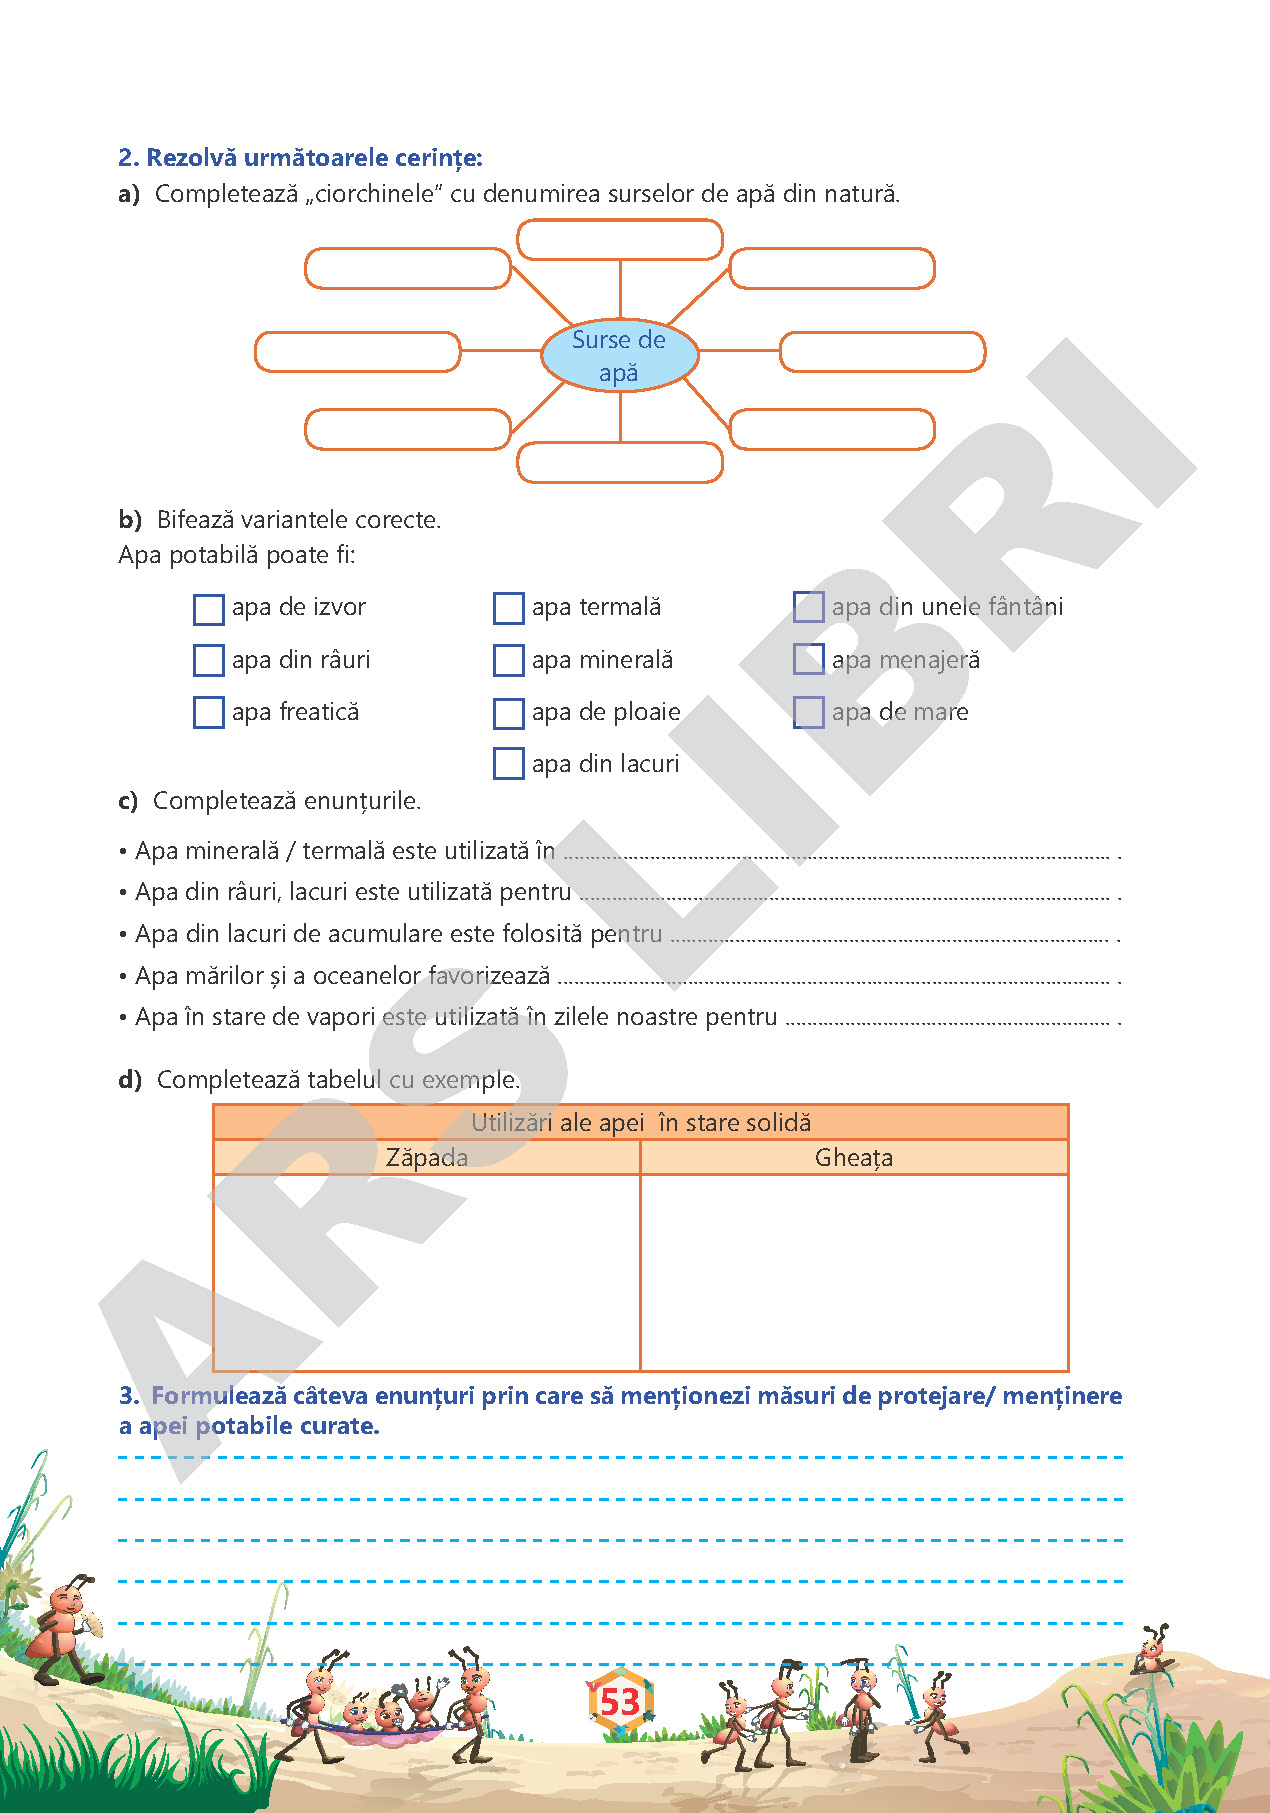 2. Rezolvă următoarele cerințe:
a) Completează „ciorchinele” cu denumirea surselor de apă din natură.
Surse de
apă
b) Bifează variantele corecte.
Apa potabilă poate fi:
apa de izvor apa termală apa din unele fântâni
apa din râuri apa minerală apa menajeră
apa freatică apa de ploaie apa de mare
apa din lacuri
c) Completează enunțurile.
• Apa minerală / termală este utilizată în .................................................. .
• Apa din râuri, lacuri este utilizată pentru .................................................. .
• Apa din lacuri de acumulare este folosită pentru .................................................. .
• Apa mărilor și a oceanelor favorizează .................................................. .
• Apa în stare de vapori este utilizată în zilele noastre pentru .................................................. .
d) Completează tabelul cu exemple.
Utilizări ale apei în stare solidă
Zăpada Gheața
3. Formulează câteva enunțuri prin care să menționezi măsuri de protejare/ menținere
a apei potabile curate.
53
ARS LIBRI